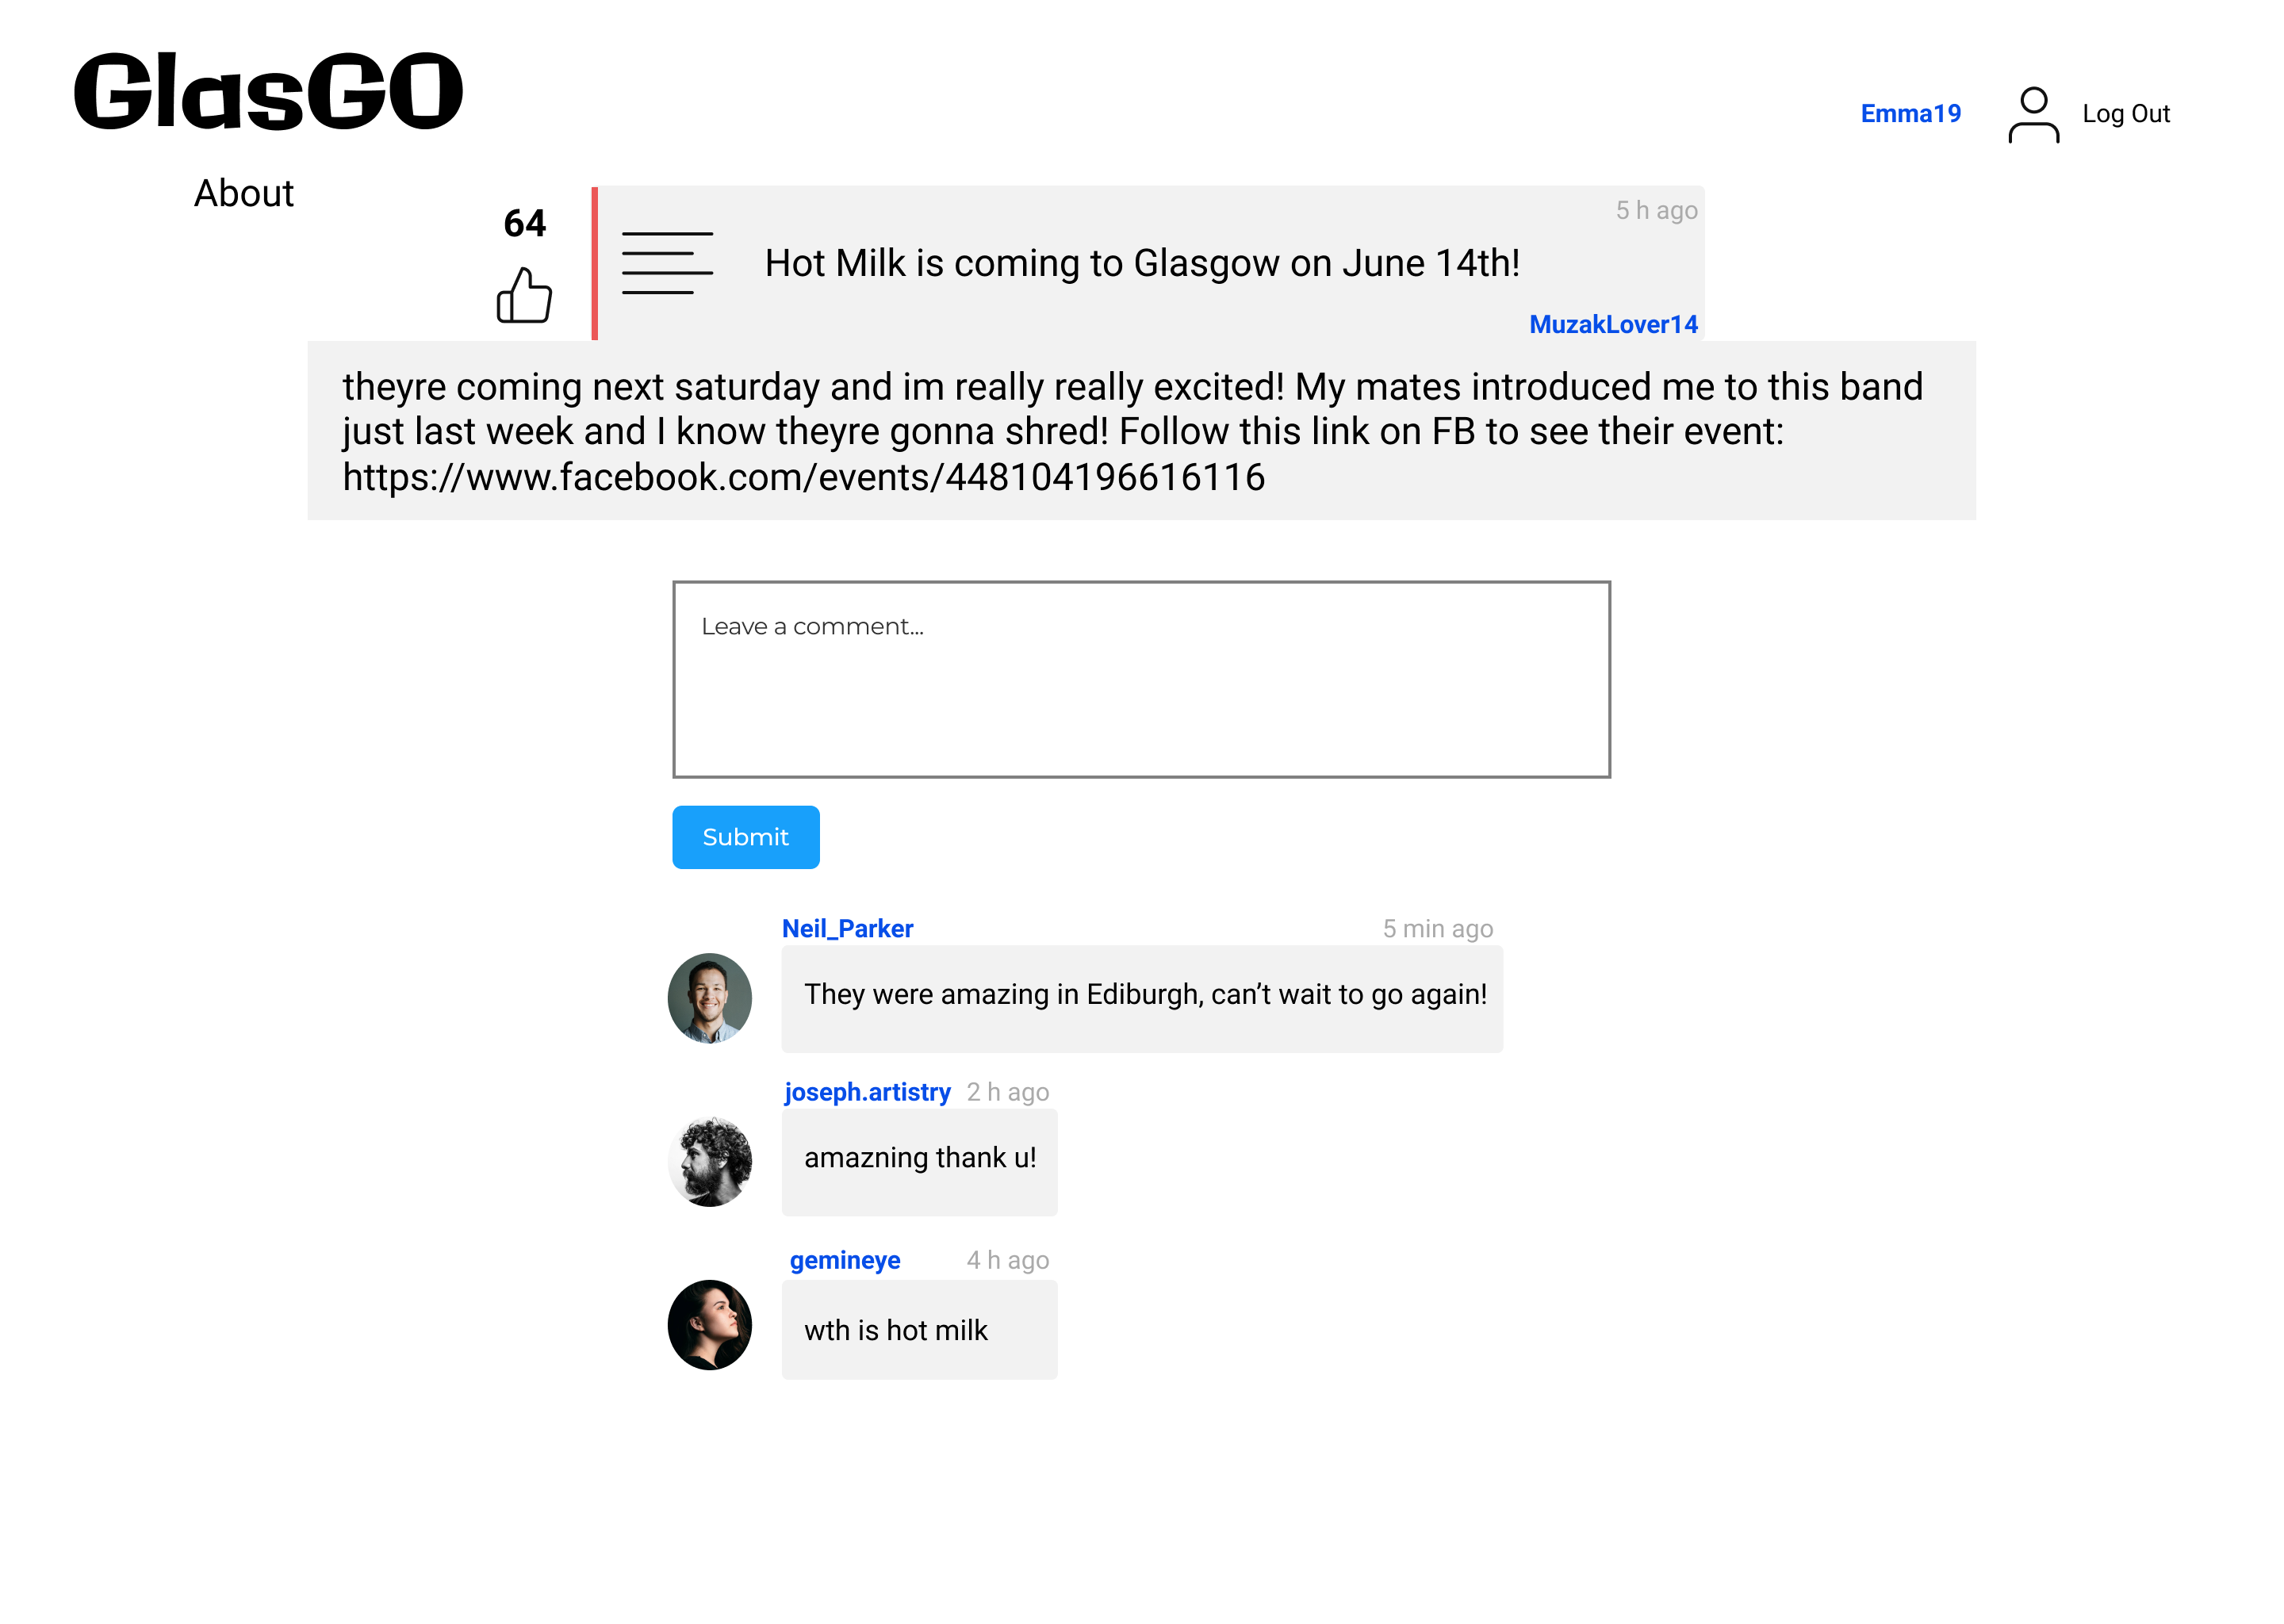 GlasGO
Emma19
Log Out
About
64
5 h ago
Hot Milk is coming to Glasgow on June 14th!
MuzakLover14
theyre coming next saturday and im really really excited! My mates introduced me to this band
just last week and I know theyre gonna shred! Follow this link on FB to see their event:
https://www.facebook.com/events/448104196616116
Leave a comment...
Submit
Neil_Parker
5 min ago
They were amazing in Ediburgh, can’t wait to go again!
joseph.artistry
2 h ago
amazning thank u!
gemineye
4 h ago
wth is hot milk